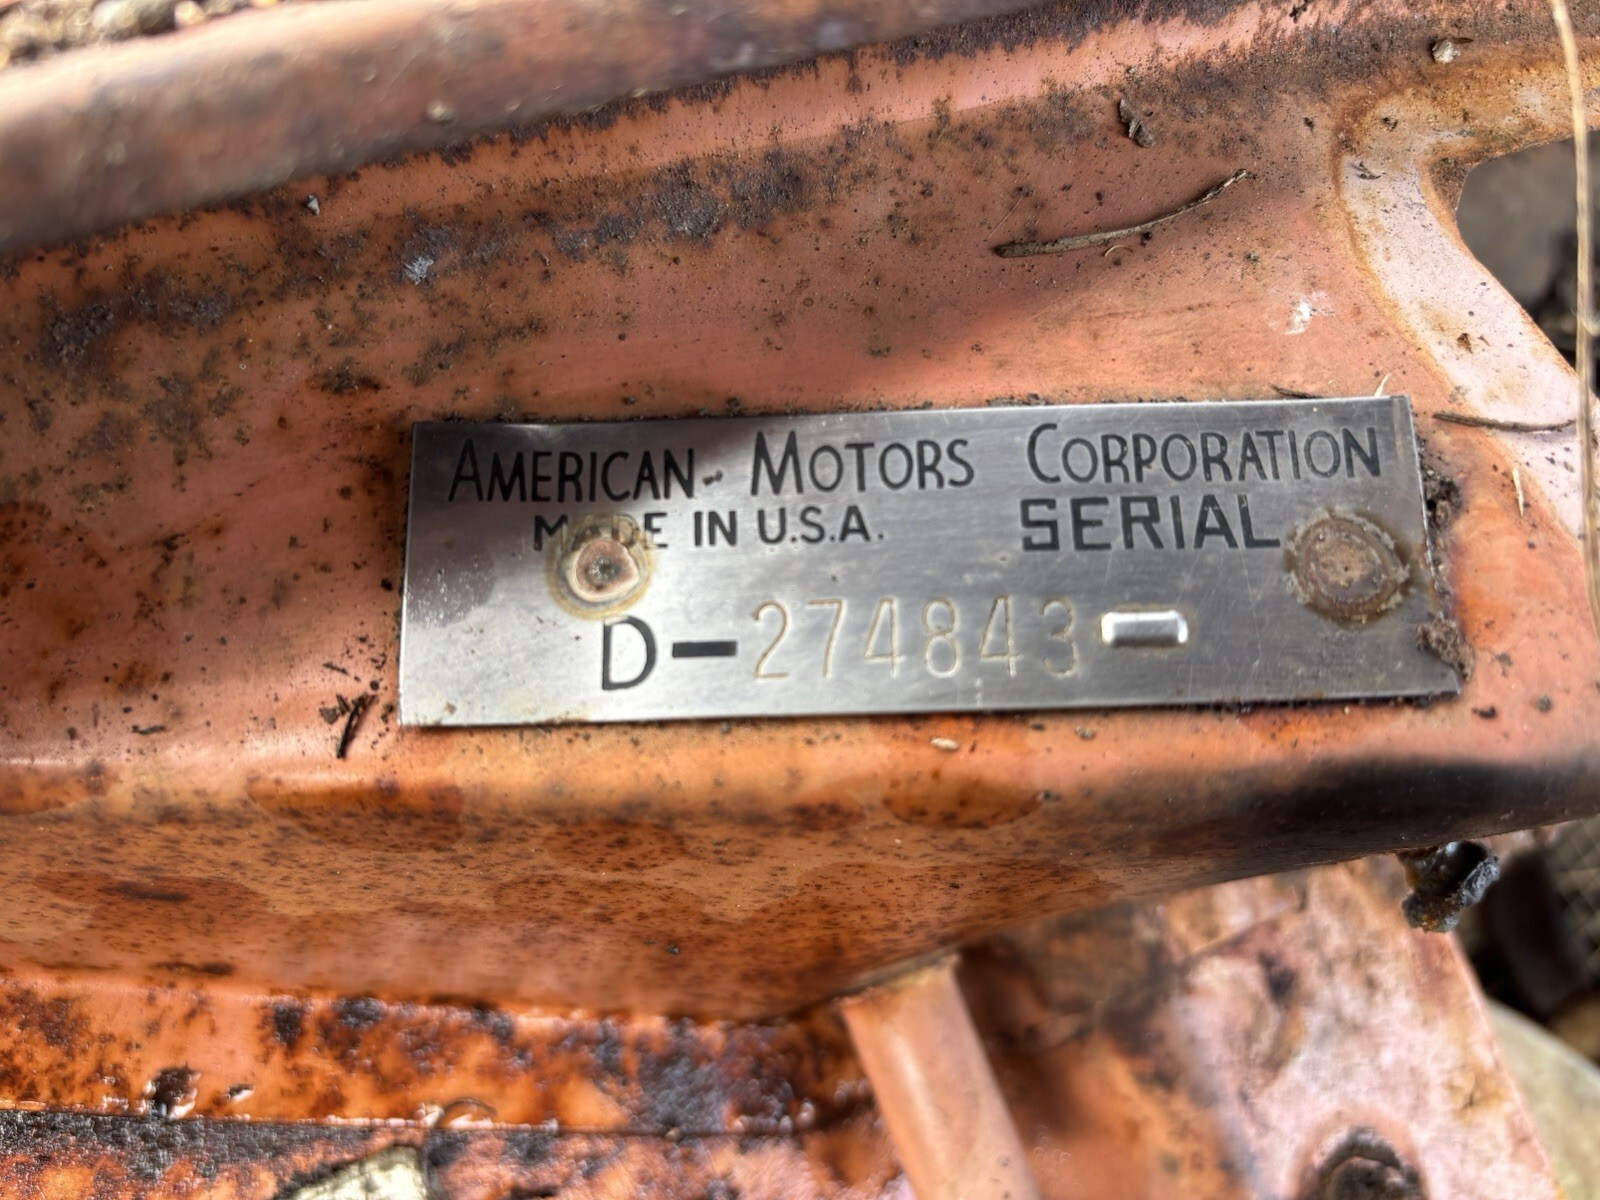 AMERICAN MOTORS CORPORATION
MADE IN U.S.A. SERIAL
D-274843-